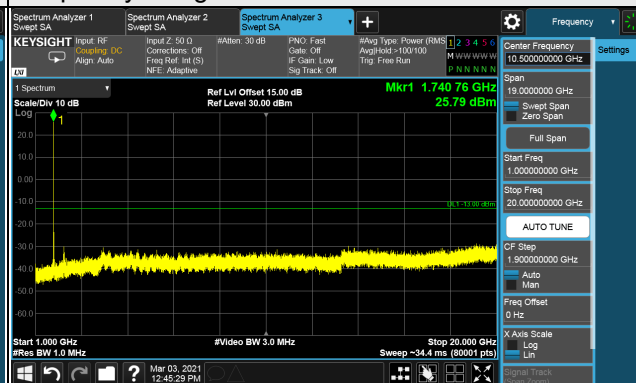 Spectrum Analyzer 1
Swept SA
Spectrum Analyzer 2
Swept SA
Spectrum Analyzer 3
Swept SA
Frequency
KEYSIGHT
LXI
Input: RF
Coupling: DC
Align: Auto
Input Z: 50 Ω
Corrections: Off
Freq Ref: Int (S)
NFE: Adaptive
#Atten: 30 dB
PNO: Fast
Gate: Off
IF Gain: Low
Sig Track: Off
#Avg Type: Power (RMS)
Avg|Hold:>100/100
Trig: Free Run
1 2 3 4 5 6
M W W W W W
P N N N N N
1 Spectrum
Scale/Div 10 dB
Ref Lvl Offset 15.00 dB
Ref Level 30.00 dBm
Mkr1 1.740 76 GHz
25.79 dBm
Log
1
20.0
10.0
0.00
-10.0
DL1 -13.00 dBm
-20.0
-30.0
-40.0
-50.0
-60.0
Start 1.000 GHz
#Res BW 1.0 MHz
#Video BW 3.0 MHz
Stop 20.000 GHz
Sweep ~34.4 ms (80001 pts)
Mar 03, 2021
12:45:29 PM
Center Frequency
10.500000000 GHz
Settings
Span
19.0000000 GHz
Swept Span
Zero Span
Full Span
Start Freq
1.000000000 GHz
Stop Freq
20.000000000 GHz
AUTO TUNE
CF Step
1.900000000 GHz
Auto
Man
Freq Offset
0 Hz
X Axis Scale
Log
Lin
Signal Track
(Span Zoom)